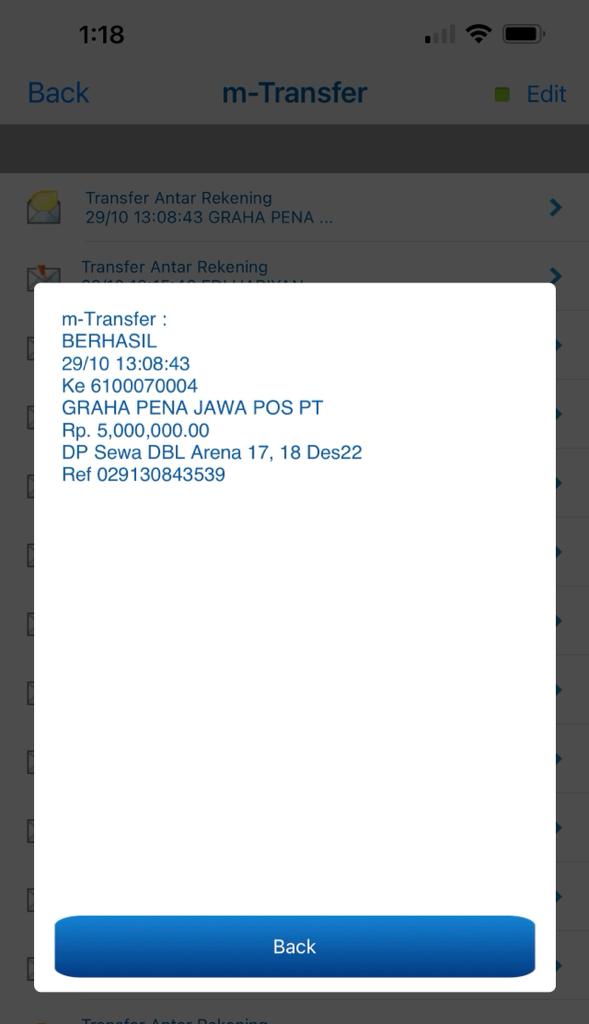 1:18
Back
m-Transfer
Edit
Transfer Antar Rekening
29/10 13:08:43 GRAHA PENA ...
Transfer Antar Rekening
m-Transfer :
BERHASIL
29/10 13:08:43
Ke 6100070004
GRAHA PENA JAWA POS PT
Rp. 5,000,000.00
DP Sewa DBL Arena 17, 18 Des22
Ref 029130843539
Back
Transfer Antar Rekening